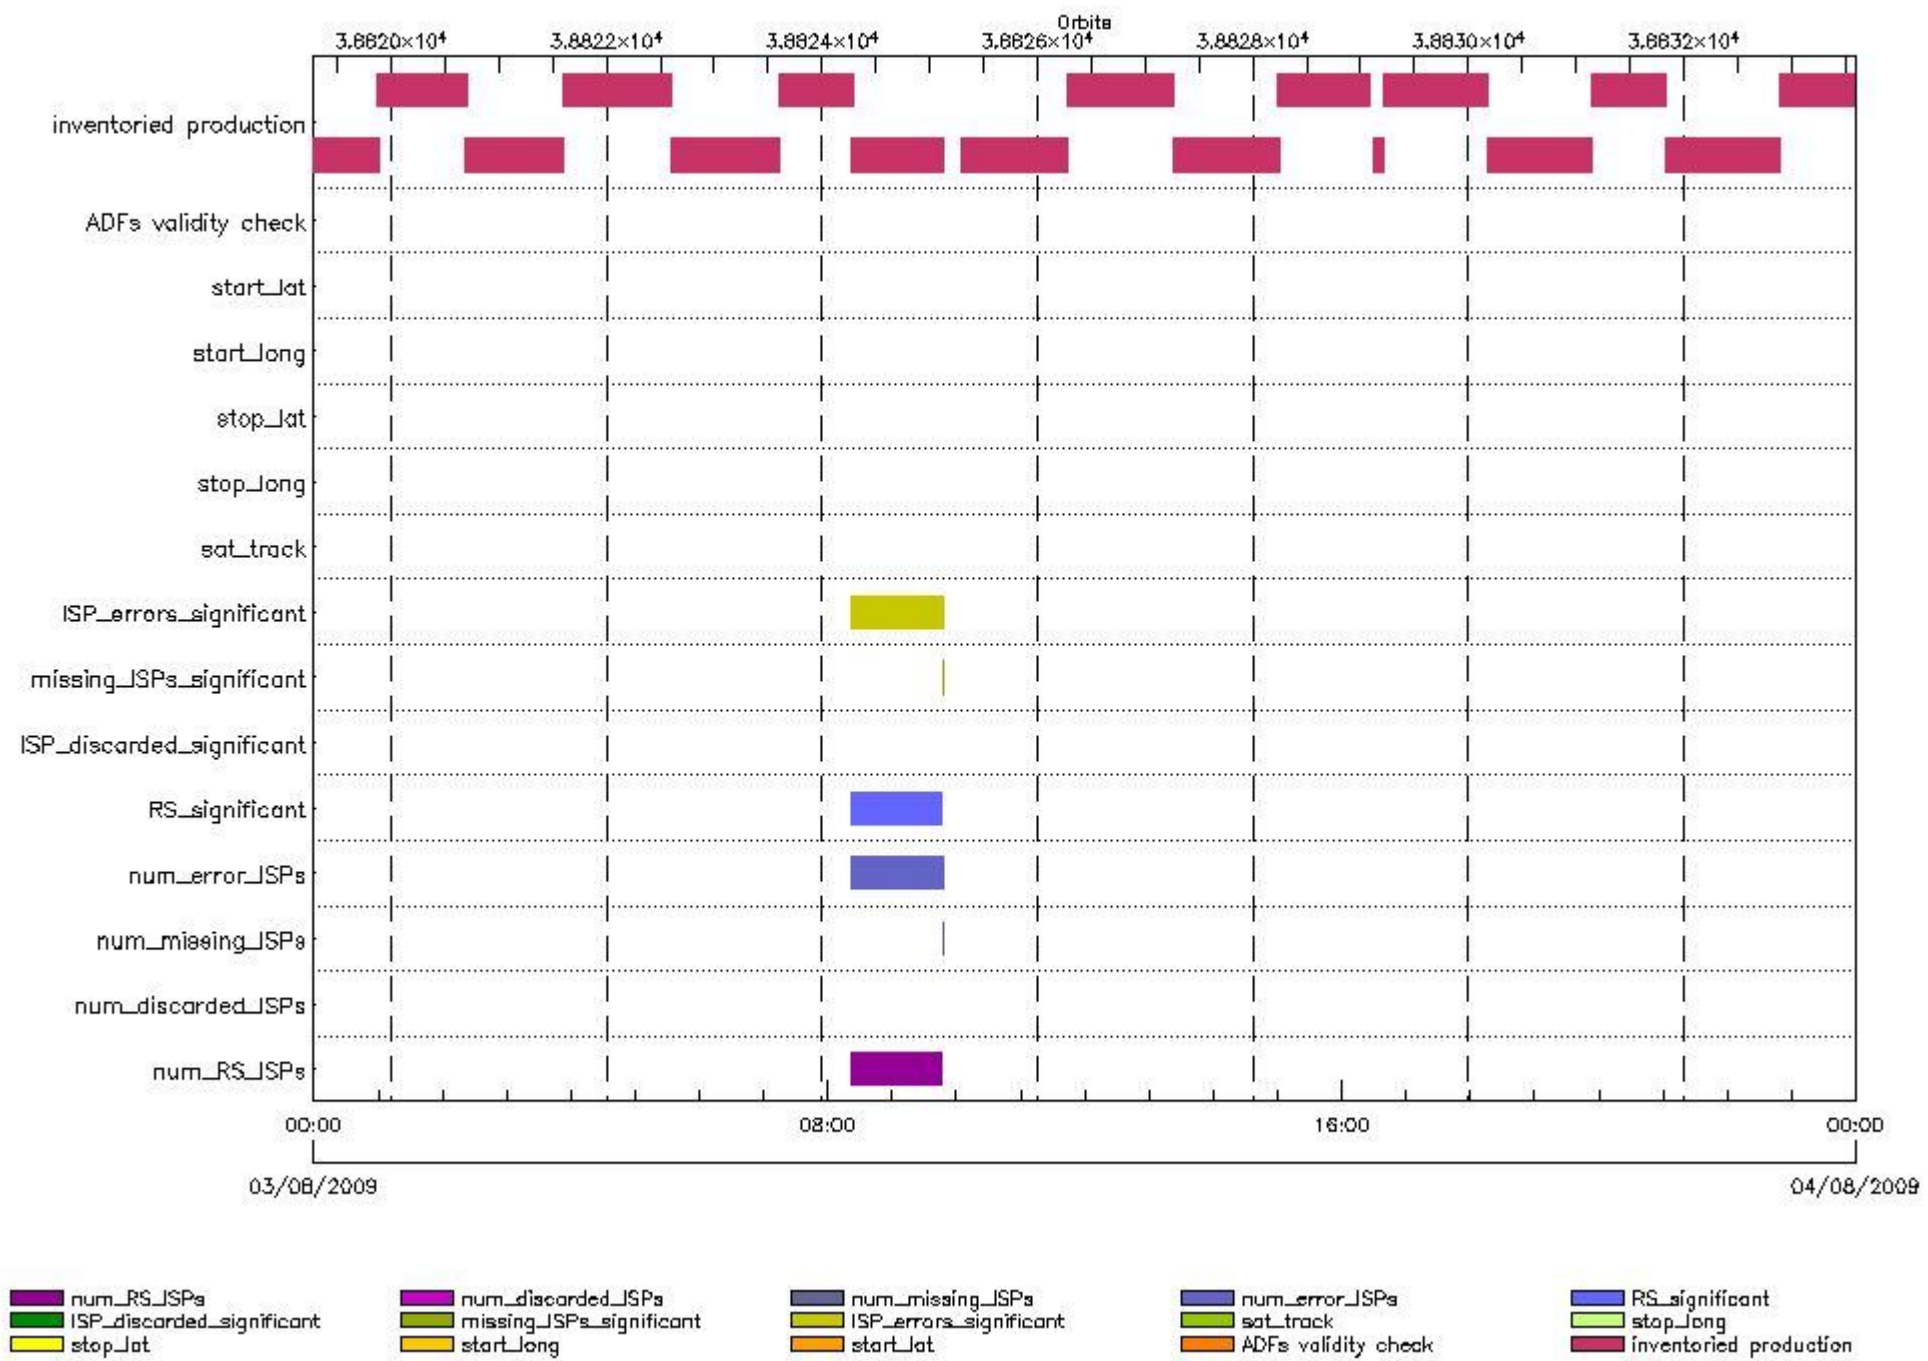 Orbits
3.8820×10⁴ 3.8822×10⁴ 3.8824×10⁴ 3.8826×10⁴ 3.8828×10⁴ 3.8830×10⁴ 3.8832×10⁴
inventoried production
ADFs validity check
start_lat
start_long
stop_lat
stop_long
sat_track
ISP_errors_significant
missing_ISPs_significant
ISP_discarded_significant
RS_significant
num_error_ISPs
num_missing_ISPs
num_discarded_ISPs
num_RS_ISPs
00:00 08:00 16:00 00:00
03/08/2009 04/08/2009
num_RS_ISPs num_discarded_ISPs num_missing_ISPs num_error_ISPs RS_significant
ISP_discarded_significant missing_ISPs_significant ISP_errors_significant sat_track stop_long
stop_lat start_long start_lat ADFs validity check inventoried production